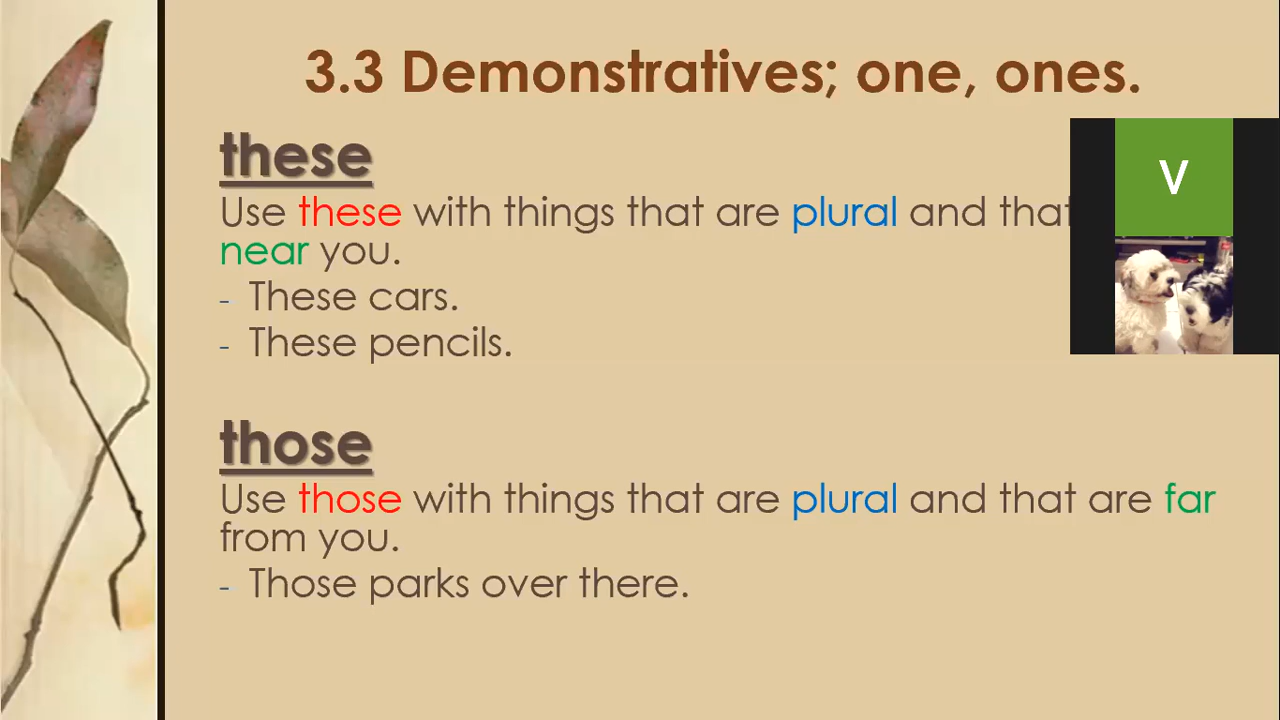 3.3 Demonstratives; one, ones.
these
Use these with things that are plural and that
near you.
- These cars.
- These pencils.
V
those
Use those with things that are plural and that are far
from you.
- Those parks over there.